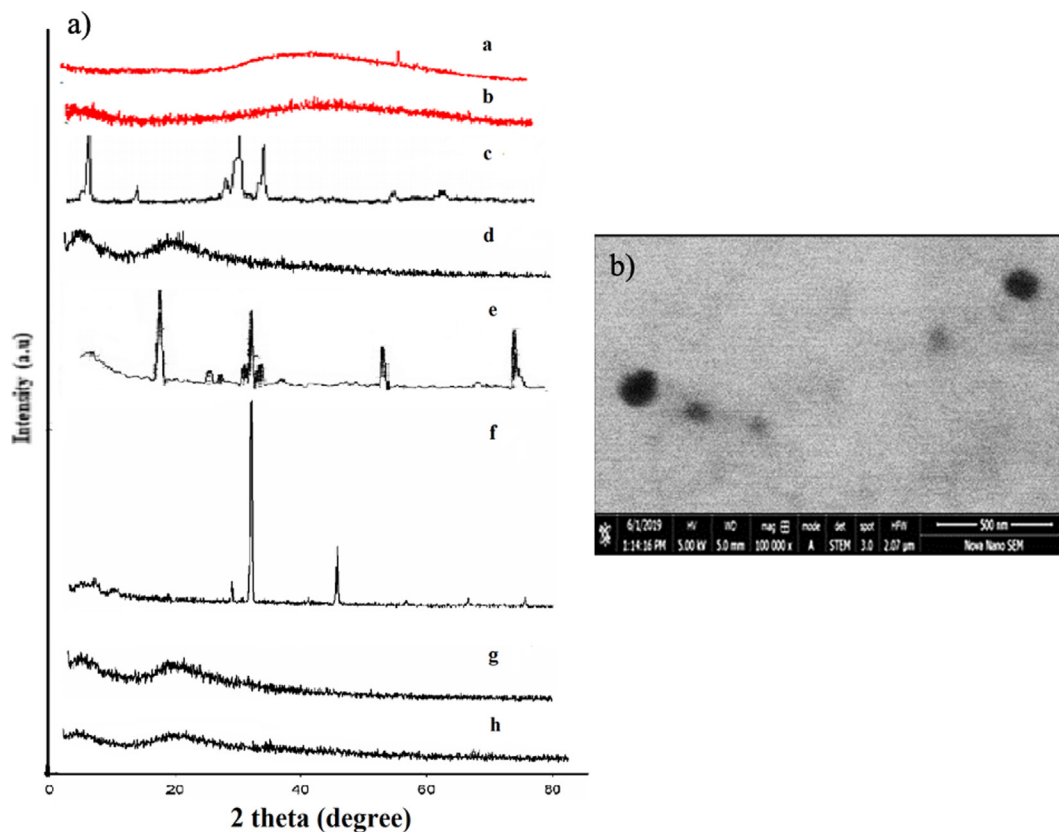 a)
a
b
c
d
e
f
g
h
Intensity (a.u)
0 20 40 60 80
2 theta (degree)
b)
6/1/2019 HV WD mag mode det spot HFW 500 nm
1:14:16 PM 5.00 kV 5.0 mm 100 000 x A STEM 3.0 2.07 µm Nova Nano SEM